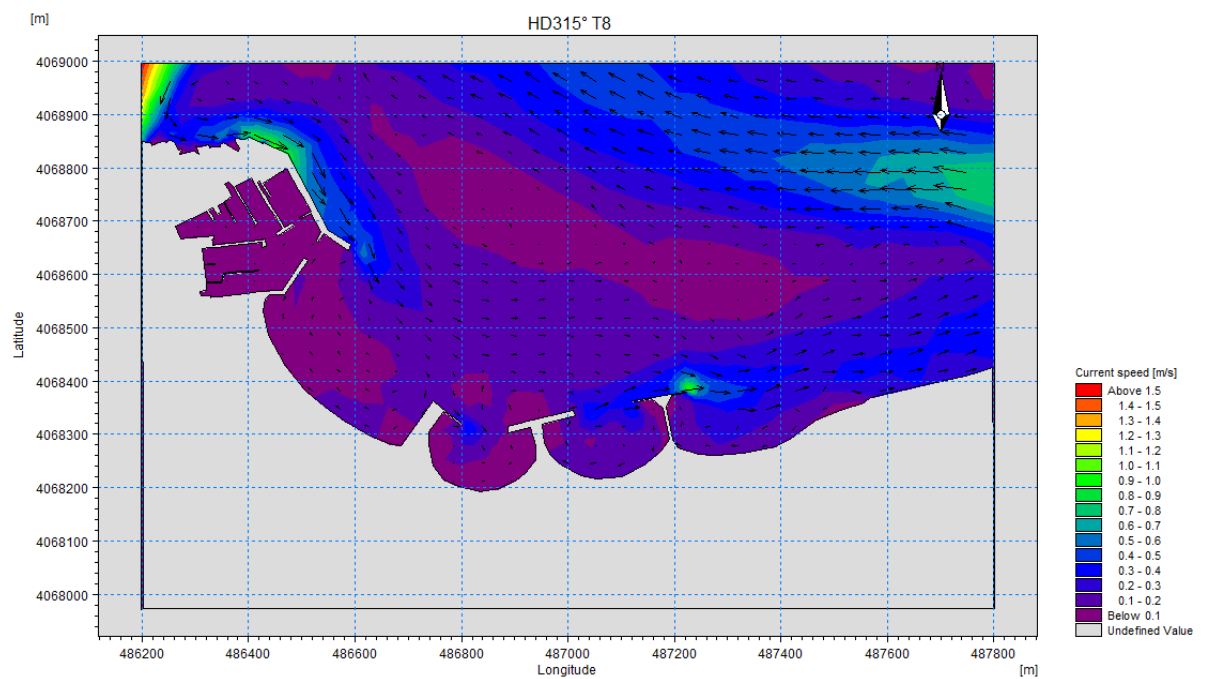 HD315° T8
[m]
4069000
4068900
4068800
4068700
4068600
4068500
4068400
4068300
4068200
4068100
4068000
Latitude
486200 486400 486600 486800 487000 487200 487400 487600 487800
Longitude
[m]
Current speed [m/s]
Above 1.5
1.4 - 1.5
1.3 - 1.4
1.2 - 1.3
1.1 - 1.2
1.0 - 1.1
0.9 - 1.0
0.8 - 0.9
0.7 - 0.8
0.6 - 0.7
0.5 - 0.6
0.4 - 0.5
0.3 - 0.4
0.2 - 0.3
0.1 - 0.2
Below 0.1
Undefined Value